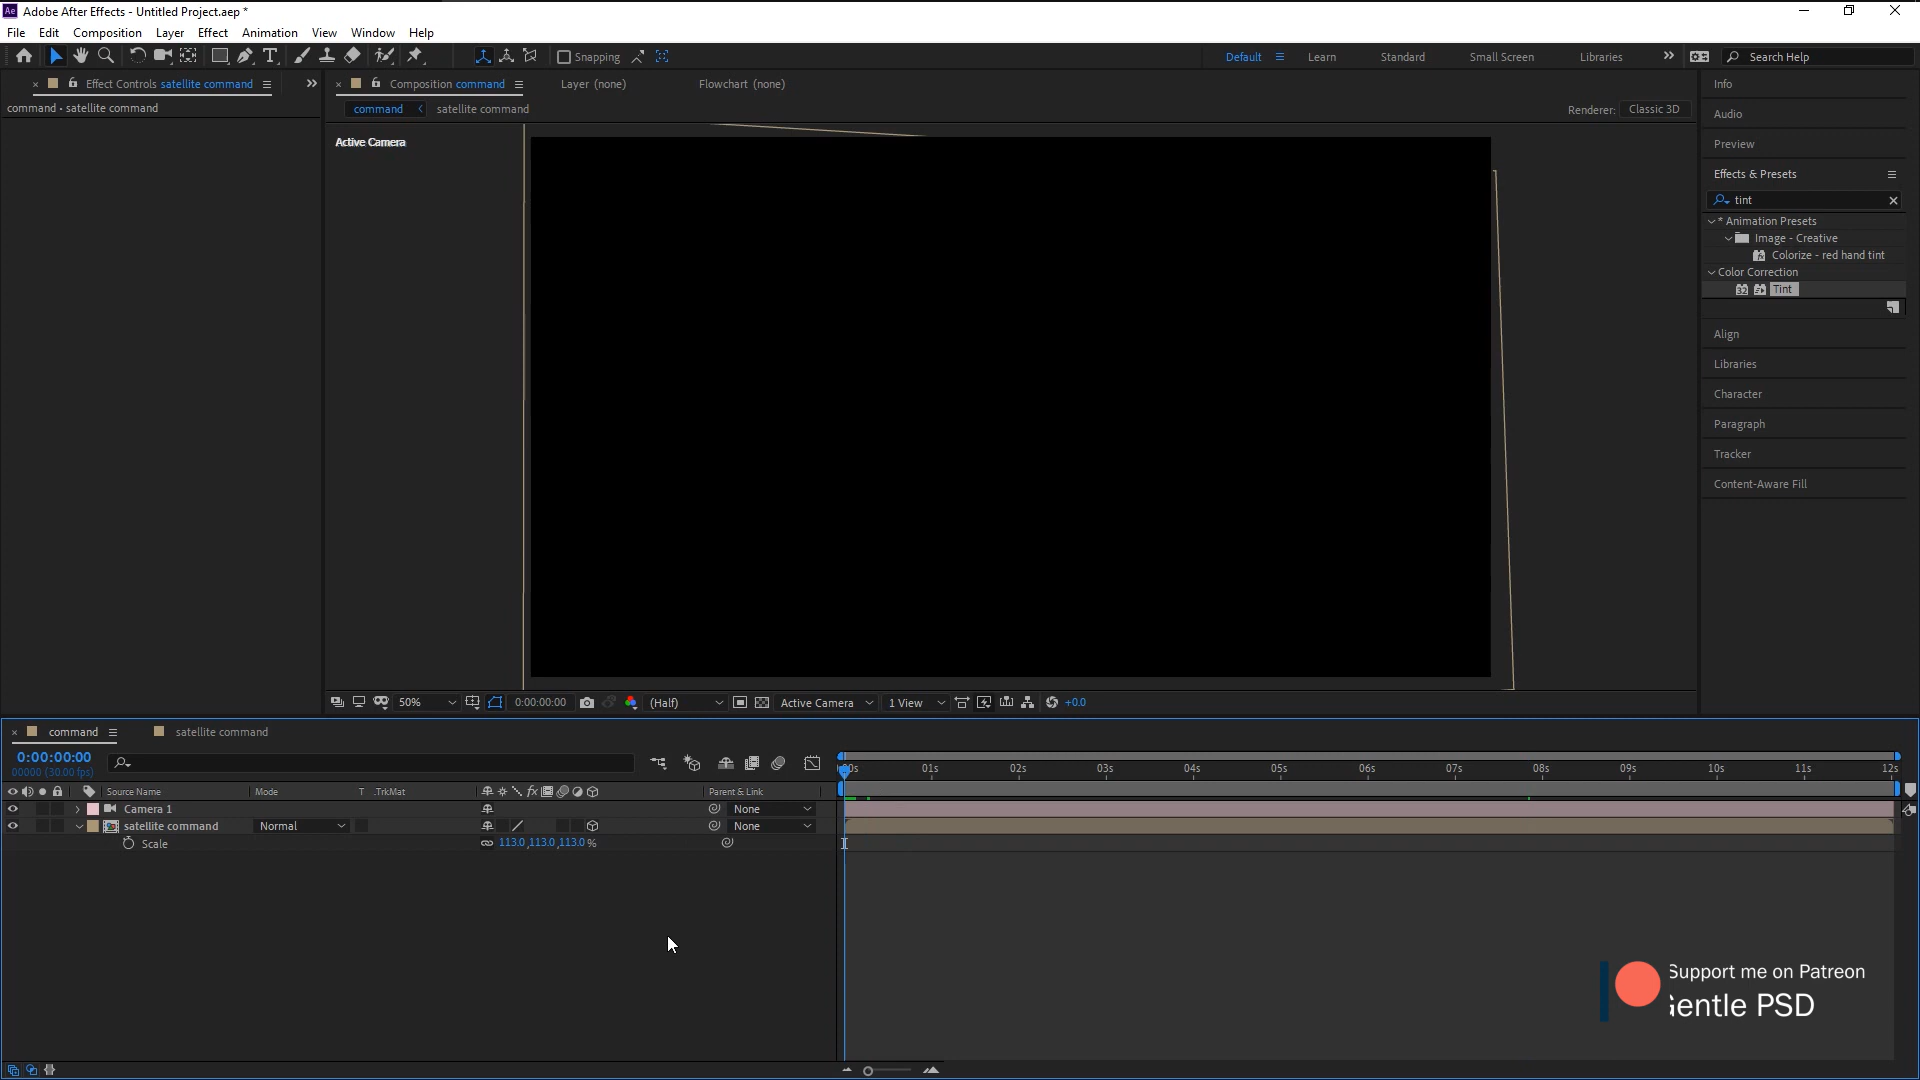 Adobe After Effects - Untitled Project.aep *
File Edit Composition Layer Effect Animation View Window Help
Snapping Default Learn Standard Small Screen Libraries Search Help
Effect Controls satellite command
command • satellite command
Composition command Layer (none) Flowchart (none)
command satellite command
Renderer: Classic 3D
Active Camera
Info
Audio
Preview
Effects & Presets
tint
* Animation Presets
Image - Creative
Colorize - red hand tint
Color Correction
32 Tint
Align
Libraries
Character
Paragraph
Tracker
Content-Aware Fill
50% 0:00:00:00 (Half) Active Camera 1 View +0.0
command satellite command
0:00:00:00
00000 (30.00 fps)
01s 02s 03s 04s 05s 06s 07s 08s 09s 10s 11s 12s
Source Name Mode T .TrkMat fx Parent & Link
Camera 1 None
satellite command Normal None
Scale 113.0,113.0,113.0 %
Support me on Patreon
Gentle PSD